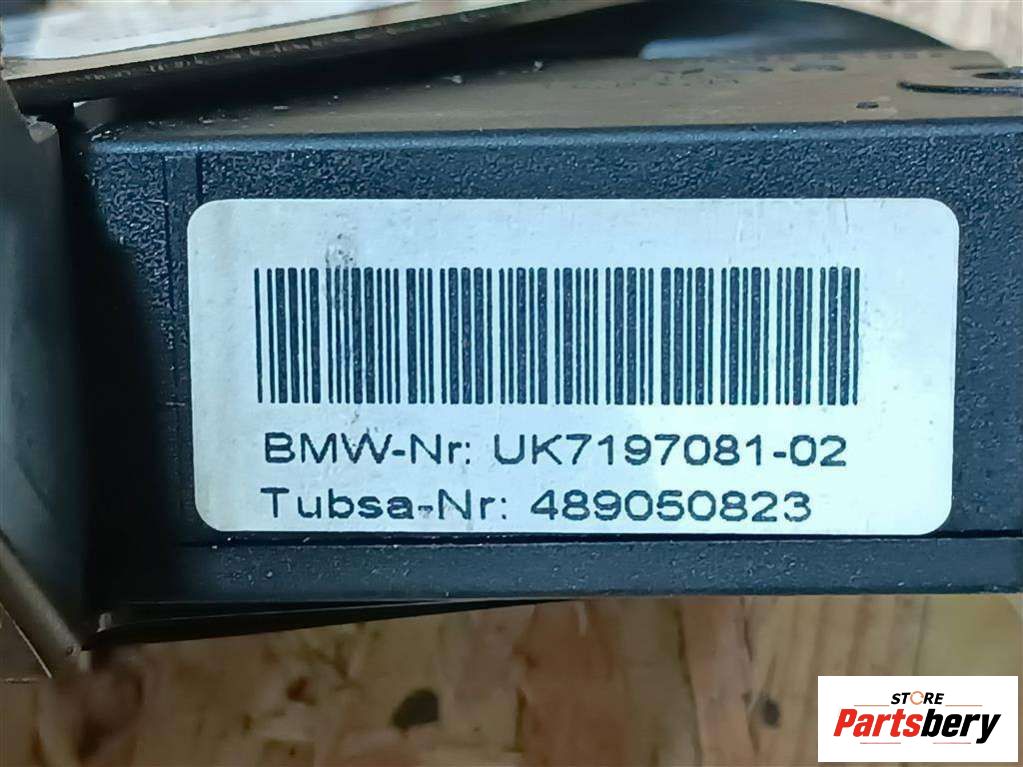 BMW-Nr: UK7197081-02
Tubsa-Nr: 489050823
STORE
Partsbery